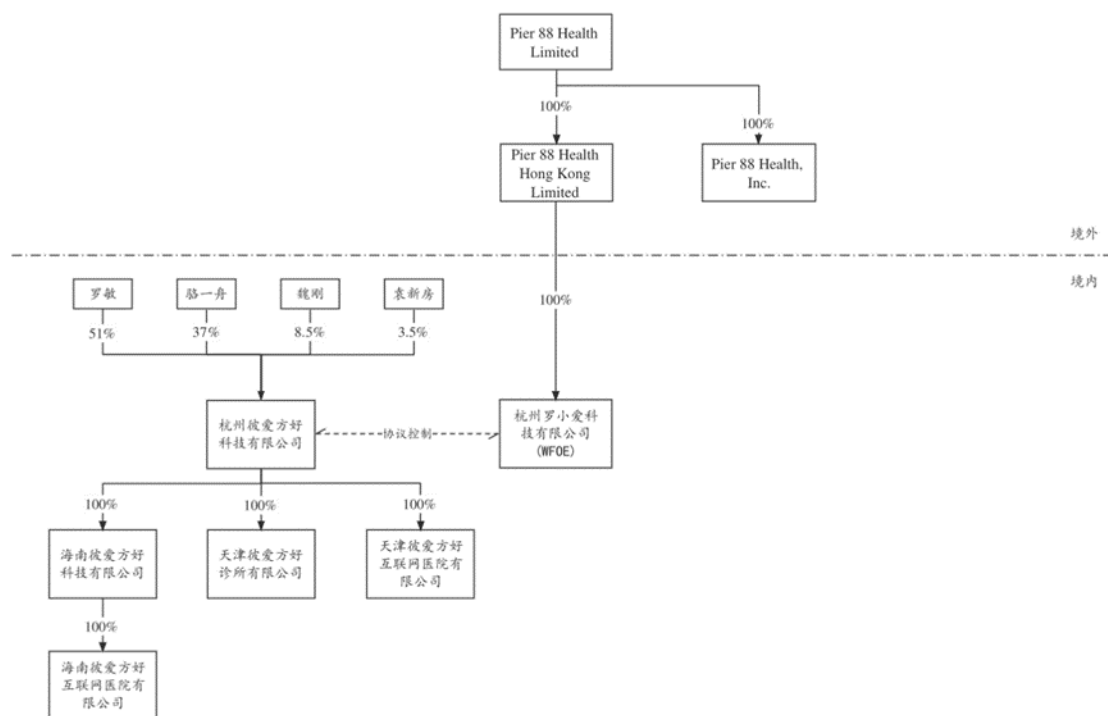 Pier 88 Health
Limited
100%
100%
Pier 88 Health
Hong Kong
Limited
Pier 88 Health,
Inc.
境外
境内
罗敏
骆一舟
魏刚
袁新房
100%
51%
37%
8.5%
3.5%
杭州彼爱方好
科技有限公司
协议控制
杭州罗小爱科
技有限公司
(WFOE)
100%
100%
100%
海南彼爱方好
科技有限公司
天津彼爱方好
诊所有限公司
天津彼爱方好
互联网医院有
限公司
100%
海南彼爱方好
互联网医院有
限公司